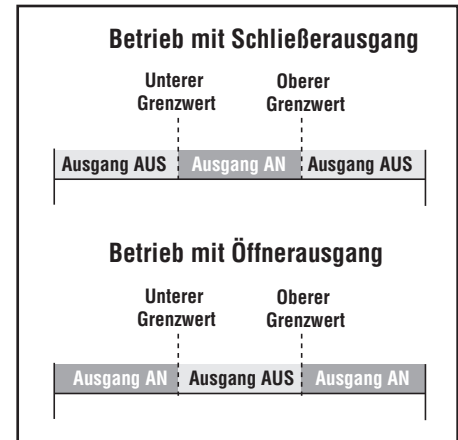 Betrieb mit Schließerausgang
Unterer Oberer
Grenzwert Grenzwert
Ausgang AUS Ausgang AN Ausgang AUS
Betrieb mit Öffnerausgang
Unterer Oberer
Grenzwert Grenzwert
Ausgang AN Ausgang AUS Ausgang AN